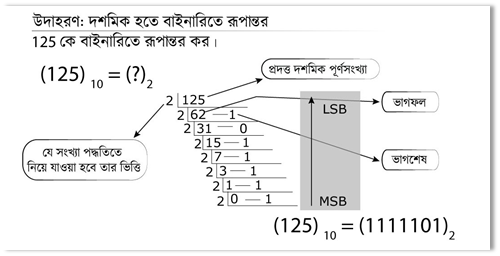 উদাহরণ: দশমিক হতে বাইনারিতে রূপান্তর
125 কে বাইনারিতে রূপান্তর কর।
প্রদত্ত দশমিক পূর্ণসংখ্যা
(125)10 = (?)2
2 125
2 62 — 1
2 31 — 0
2 15 — 1
2 7 — 1
2 3 — 1
2 1 — 1
2 0 — 1
LSB
MSB
ভাগফল
ভাগশেষ
যে সংখ্যা পদ্ধতিতে
নিয়ে যাওয়া হবে তার ভিত্তি
(125)10 = (1111101)2